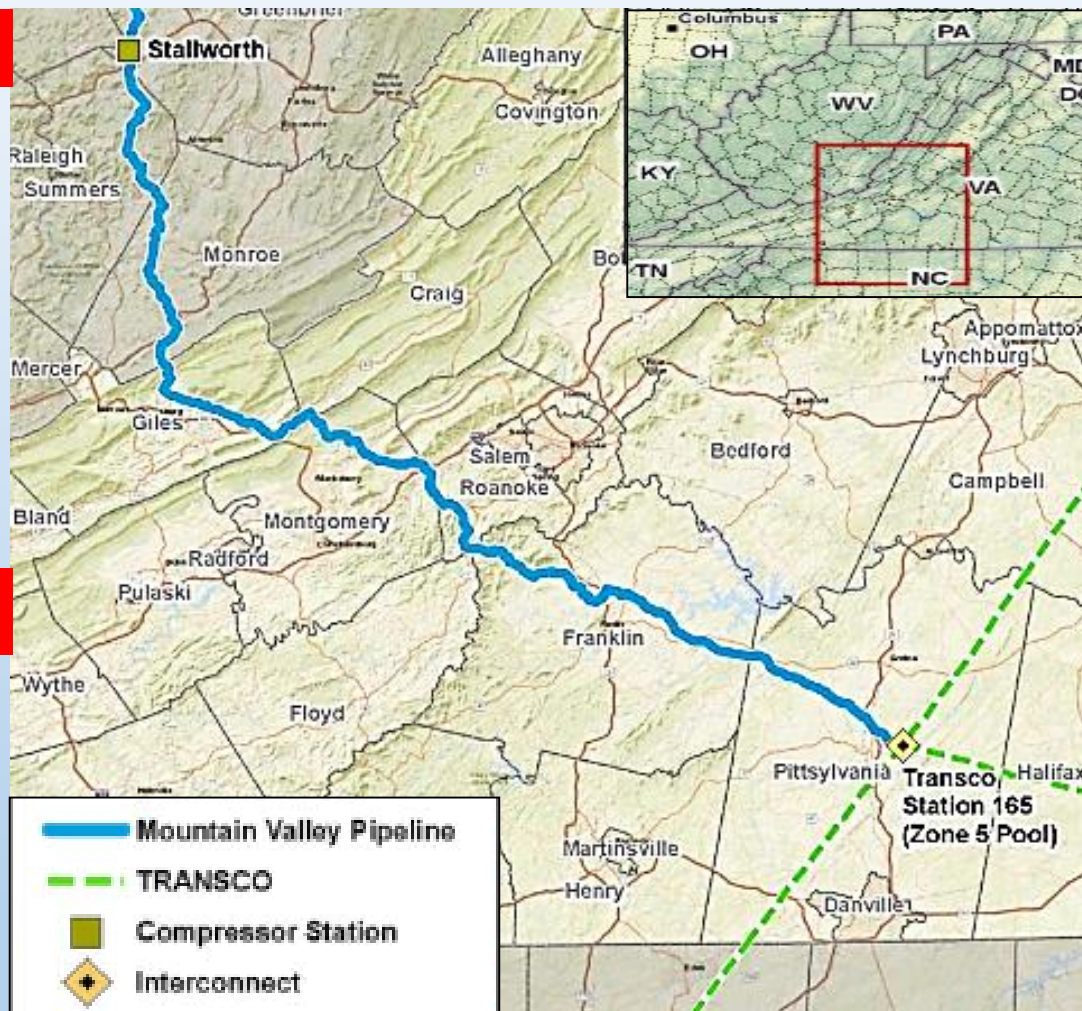 Greenbrier
Columbus
PA
Stallworth
OH
Alleghany
MD
DC
WV
Covington
Raleigh
KY
Summers
VA
Monroe
TN
NC
Craig
Appomattox
Lynchburg
Mercer
Giles
Bedford
Salem
Roanoke
Campbell
Bland
Montgomery
Radford
Pulaski
Franklin
Wythe
Floyd
Pittsylvania
Transco
Station 165
(Zone 5 Pool)
Halifax
Mountain Valley Pipeline
Martinsville
TRANSCO
Henry
Danville
Compressor Station
Interconnect